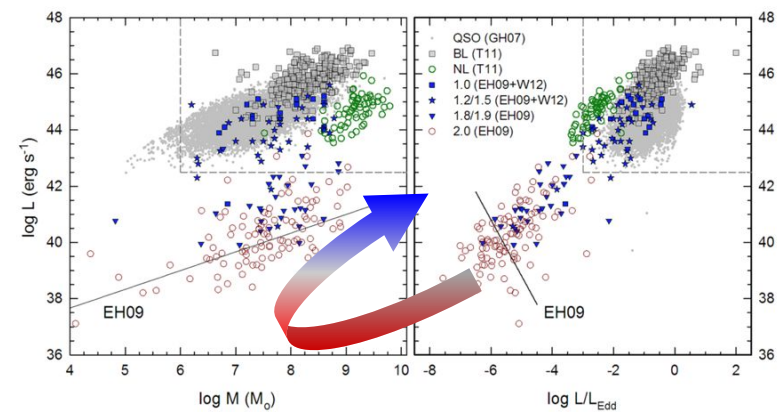 48
46
44
42
40
38
36
log L (erg s⁻¹)
EH09
4 5 6 7 8 9 10
log M (M₀)
QSO (GH07)
BL (T11)
NL (T11)
1.0 (EH09+W12)
1.2/1.5 (EH09+W12)
1.8/1.9 (EH09)
2.0 (EH09)
EH09
48
46
44
42
40
38
36
-8 -6 -4 -2 0 2
log L/L_Edd